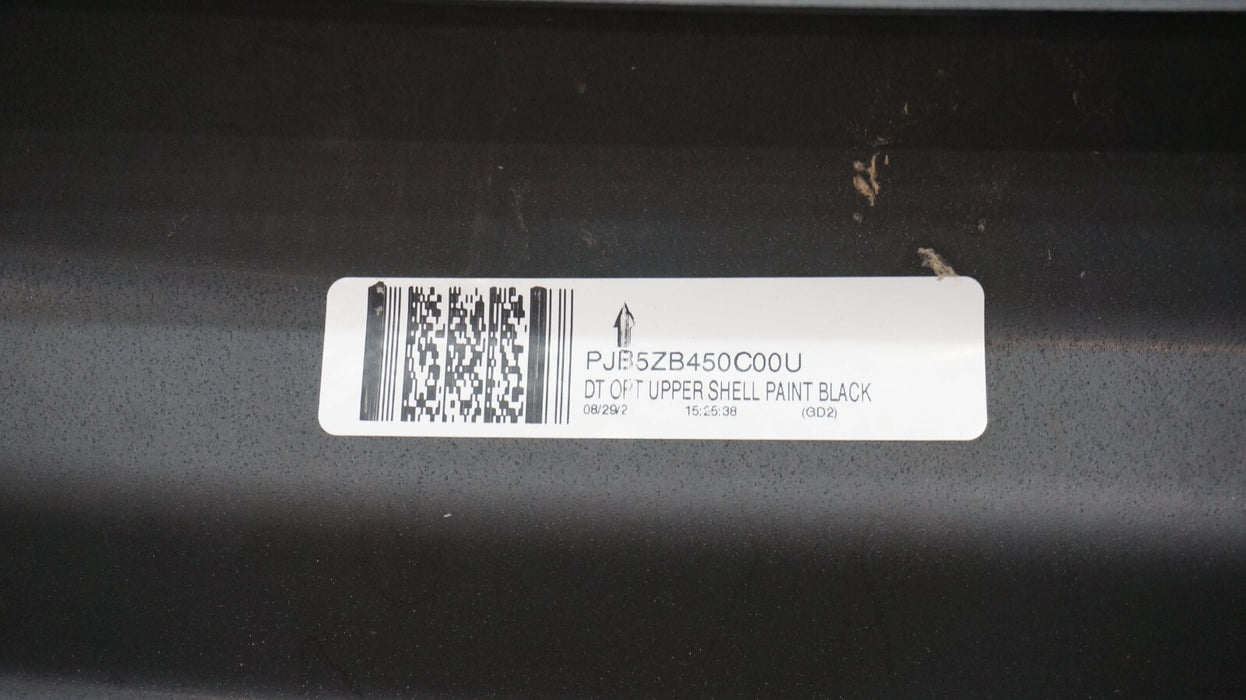 PJB5ZB450C00U
DT OPT UPPER SHELL PAINT BLACK
08/29/2 15:25:38 (GD2)